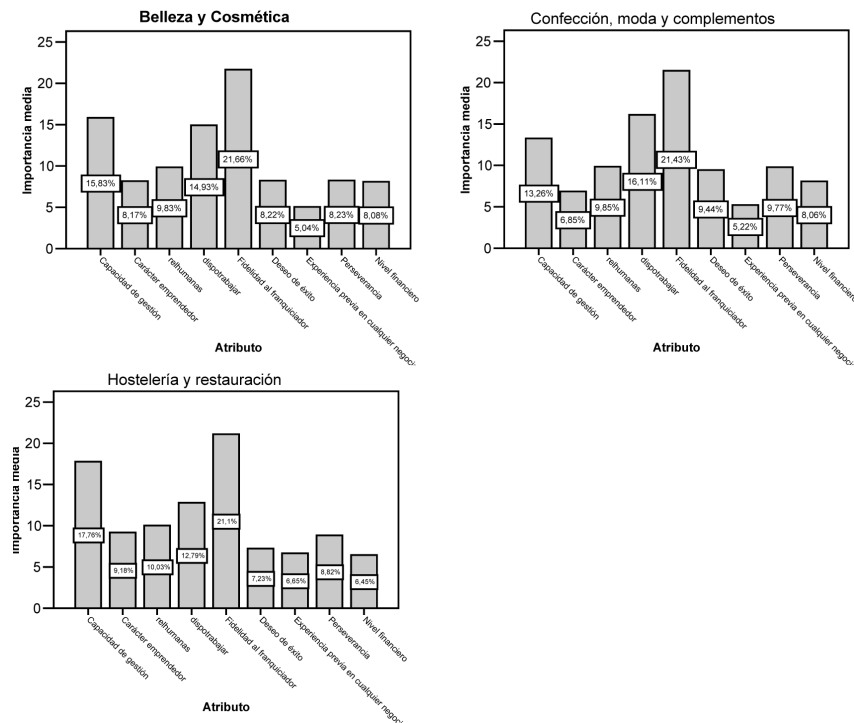 Belleza y Cosmética
Importancia media
25
20
15
10
5
0
15,83%
8,17%
9,83%
14,93%
21,66%
8,22%
5,04%
8,23%
8,08%
Capacidad de gestión
Carácter emprendedor
relhumanas
dispotrabajar
Fidelidad al franquiciador
Deseo de éxito
Experiencia previa en cualquier negoci
Perseverancia
Nivel financiero
Atributo
Confección, moda y complementos
Importancia media
25
20
15
10
5
0
13,26%
6,85%
9,85%
16,11%
21,43%
9,44%
5,22%
9,77%
8,06%
Capacidad de gestión
Carácter emprendedor
relhumanas
dispotrabajar
Fidelidad al franquiciador
Deseo de éxito
Experiencia previa en cualquier negoci
Perseverancia
Nivel financiero
Atributo
Hostelería y restauración
Importancia media
25
20
15
10
5
0
17,76%
9,18%
10,03%
12,79%
21,1%
7,23%
6,65%
8,82%
6,45%
Capacidad de gestión
Carácter emprendedor
relhumanas
dispotrabajar
Fidelidad al franquiciador
Deseo de éxito
Experiencia previa en cualquier negoci
Perseverancia
Nivel financiero
Atributo